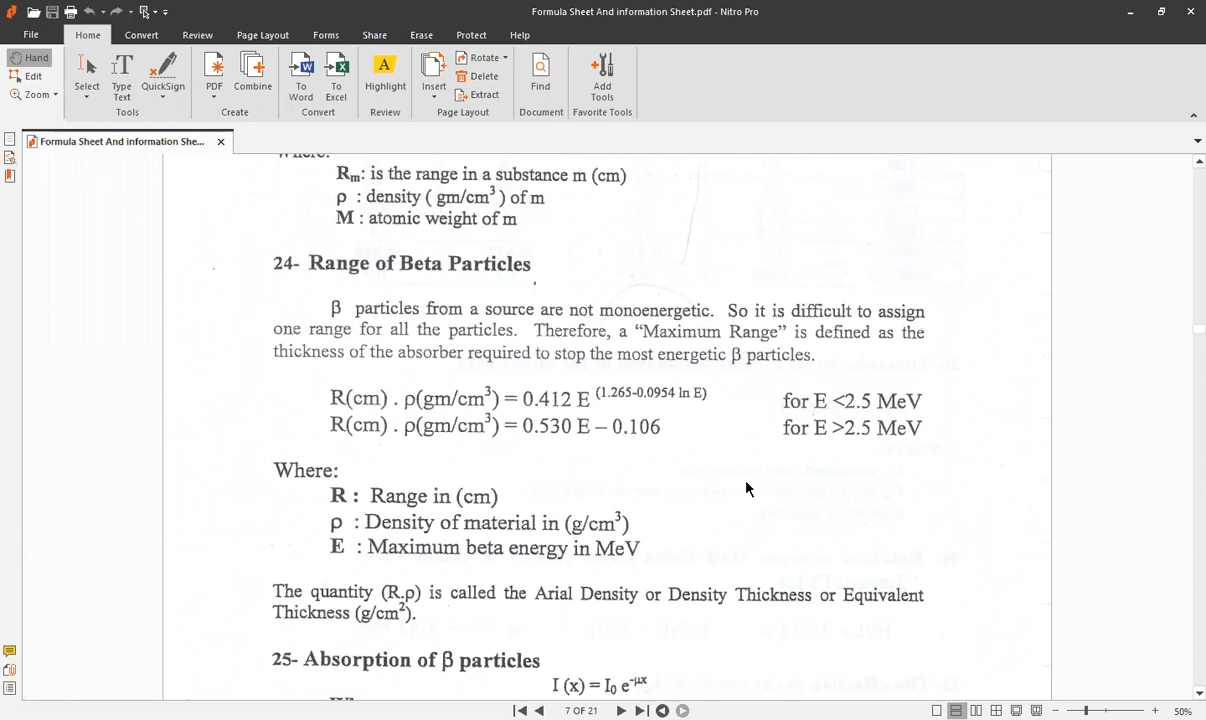 Formula Sheet And information Sheet.pdf - Nitro Pro
File Home Convert Review Page Layout Forms Share Erase Protect Help
Hand
Edit
Zoom
Select
Type Text
QuickSign
Tools
PDF
Combine
Create
To Word
To Excel
Convert
Highlight
Review
Insert
Rotate
Delete
Extract
Page Layout
Find
Document
Add Tools
Favorite Tools
Formula Sheet And information She...
Where:
Rm: is the range in a substance m (cm)
ρ : density ( gm/cm³ ) of m
M : atomic weight of m
24- Range of Beta Particles
β particles from a source are not monoenergetic. So it is difficult to assign
one range for all the particles. Therefore, a “Maximum Range” is defined as the
thickness of the absorber required to stop the most energetic β particles.
R(cm) . ρ(gm/cm³) = 0.412 E (1.265-0.0954 ln E) for E <2.5 MeV
R(cm) . ρ(gm/cm³) = 0.530 E – 0.106 for E >2.5 MeV
Where:
R : Range in (cm)
ρ : Density of material in (g/cm³)
E : Maximum beta energy in MeV
The quantity (R.ρ) is called the Arial Density or Density Thickness or Equivalent
Thickness (g/cm²).
25- Absorption of β particles
I (x) = I₀ e^-μx
7 OF 21
50%